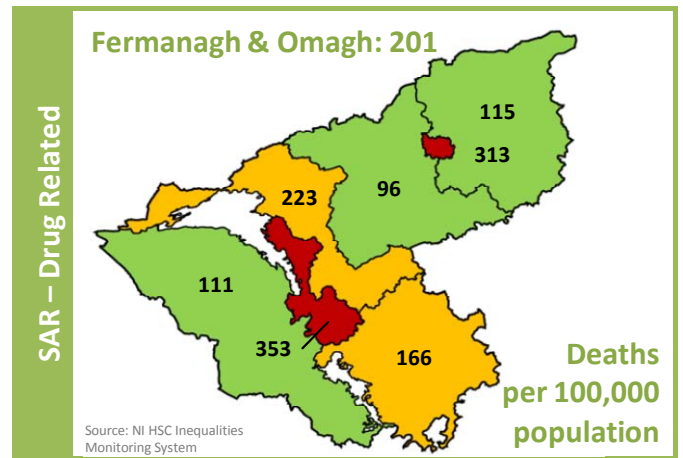 SAR – Drug Related
Fermanagh & Omagh: 201
115
313
96
223
111
353
166
Deaths
per 100,000
population
Source: NI HSC Inequalities
Monitoring System